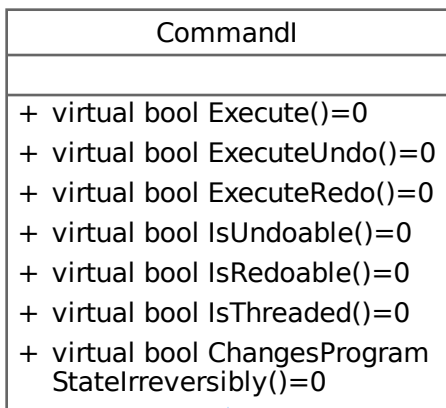 CommandI
+ virtual bool Execute()=0
+ virtual bool ExecuteUndo()=0
+ virtual bool ExecuteRedo()=0
+ virtual bool IsUndoable()=0
+ virtual bool IsRedoable()=0
+ virtual bool IsThreaded()=0
+ virtual bool ChangesProgram
StateIrreversibly()=0